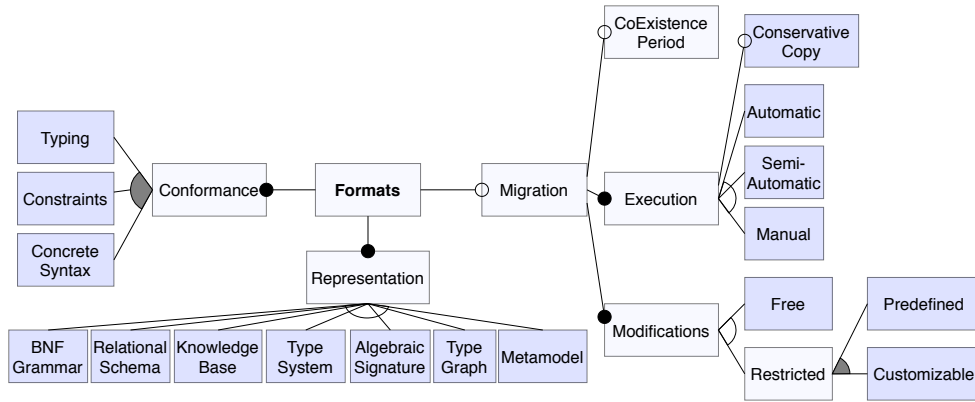 CoExistence
Period
Conservative
Copy
Automatic
Typing
Semi-
Automatic
Constraints
Conformance
Formats
Migration
Execution
Manual
Concrete
Syntax
Representation
Free
Predefined
Modifications
BNF
Grammar
Relational
Schema
Knowledge
Base
Type
System
Algebraic
Signature
Type
Graph
Metamodel
Restricted
Customizable